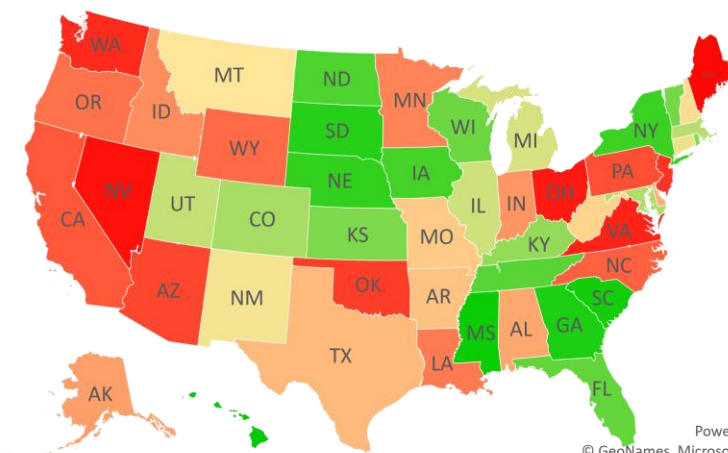 WA
MT
ND
MN
OR
ID
WY
SD
WI
MI
NY
NV
UT
CO
NE
IA
IL
IN
OH
PA
CA
KS
MO
KY
VA
AZ
NM
OK
AR
NC
TX
LA
MS
AL
GA
SC
FL
AK
Powe
© GeoNames, Microso